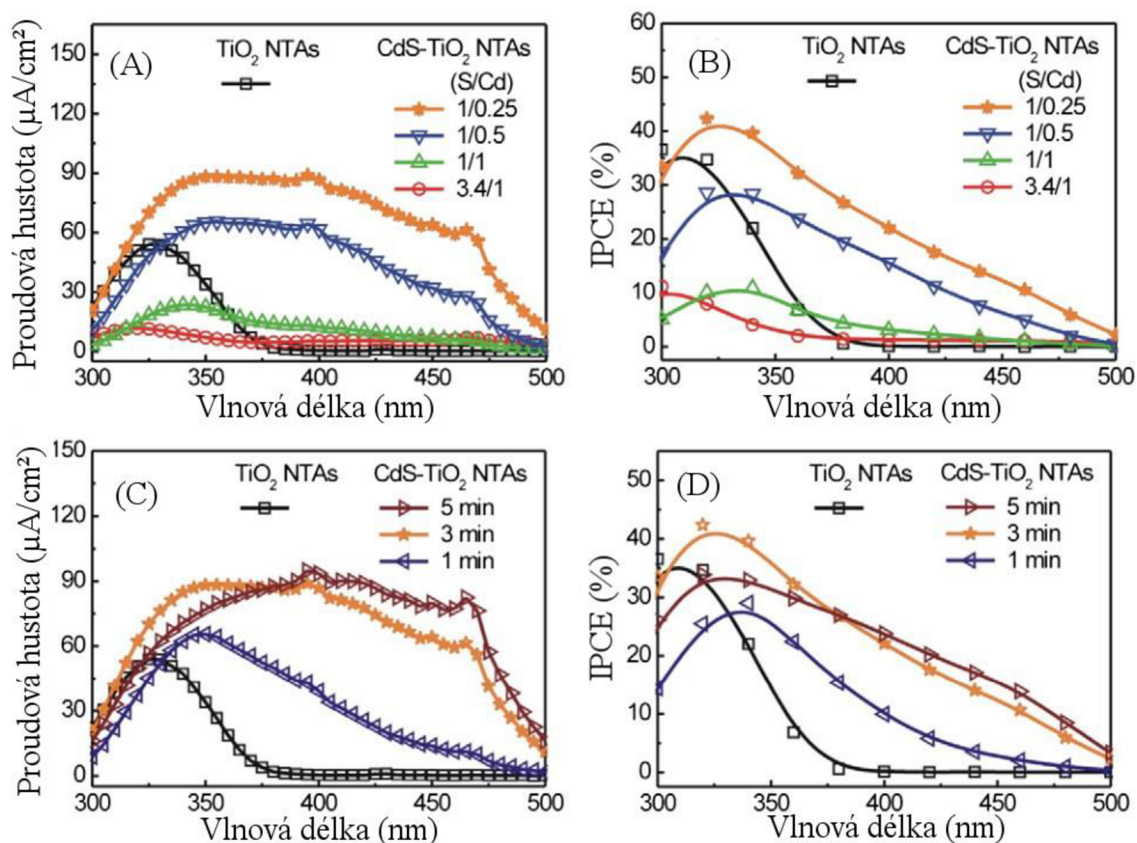 (A)
TiO₂ NTAs
CdS-TiO₂ NTAs
(S/Cd)
1/0.25
1/0.5
1/1
3.4/1
150
120
90
60
30
0
Proudová hustota (µA/cm²)
300 350 400 450 500
Vlnová délka (nm)
(B)
TiO₂ NTAs
CdS-TiO₂ NTAs
(S/Cd)
1/0.25
1/0.5
1/1
3.4/1
60
50
40
30
20
10
0
IPCE (%)
300 350 400 450 500
Vlnová délka (nm)
(C)
TiO₂ NTAs
CdS-TiO₂ NTAs
5 min
3 min
1 min
150
120
90
60
30
0
Proudová hustota (µA/cm²)
300 350 400 450 500
Vlnová délka (nm)
(D)
TiO₂ NTAs
CdS-TiO₂ NTAs
5 min
3 min
1 min
50
40
30
20
10
0
IPCE (%)
300 350 400 450 500
Vlnová délka (nm)